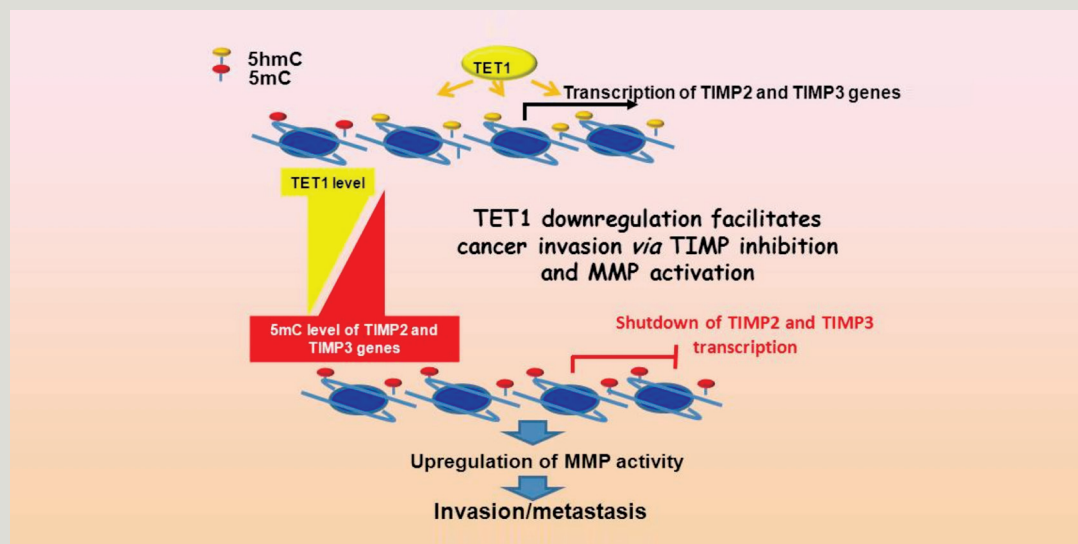 5hmC
5mC
TET1
Transcription of TIMP2 and TIMP3 genes
TET1 level
TET1 downregulation facilitates
cancer invasion via TIMP inhibition
and MMP activation
5mC level of TIMP2 and
TIMP3 genes
Shutdown of TIMP2 and TIMP3
transcription
Upregulation of MMP activity
Invasion/metastasis